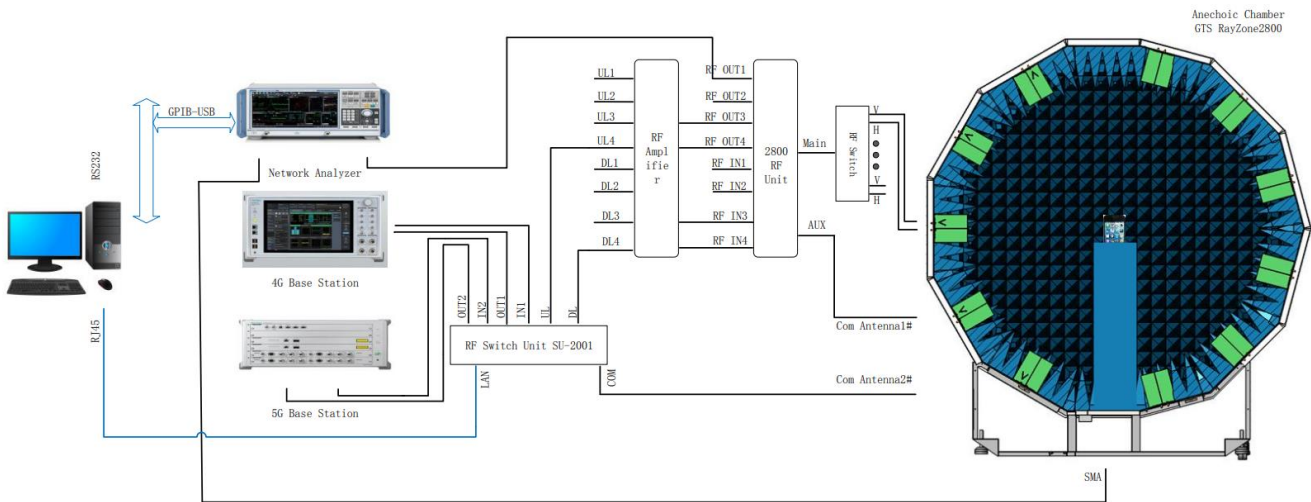 Anechoic Chamber
GTS RayZone2800
GPIB-USB
RS232
Network Analyzer
4G Base Station
5G Base Station
RJ45
UL1
UL2
UL3
UL4
DL1
DL2
DL3
DL4
RF
Amplifie
r
RF OUT1
RF OUT2
RF OUT3
RF OUT4
RF IN1
RF IN2
RF IN3
RF IN4
2800
RF
Unit
Main
AUX
RF Switch
V
H
V
H
OUT2
IN2
OUT1
IN1
UL
DL
RF Switch Unit SU-2001
LAN
COM
Com Antenna1#
Com Antenna2#
SMA